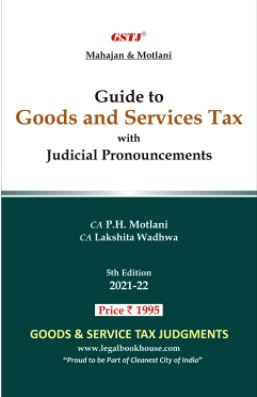 GSTJ®
Mahajan & Motlani
Guide to
Goods and Services Tax
with
Judicial Pronouncements
CA P.H. Motlani
CA Lakshita Wadhwa
5th Edition
2021-22
Price ₹ 1995
GOODS & SERVICE TAX JUDGMENTS
www.legalbookhouse.com
"Proud to be Part of Cleanest City of India"